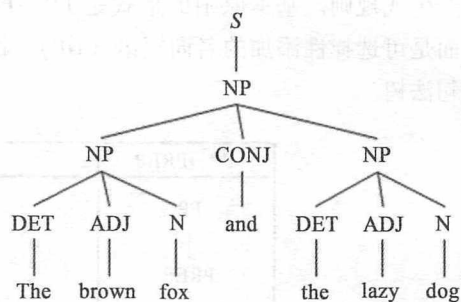 S
NP
NP CONJ NP
DET ADJ N and DET ADJ N
The brown fox the lazy dog